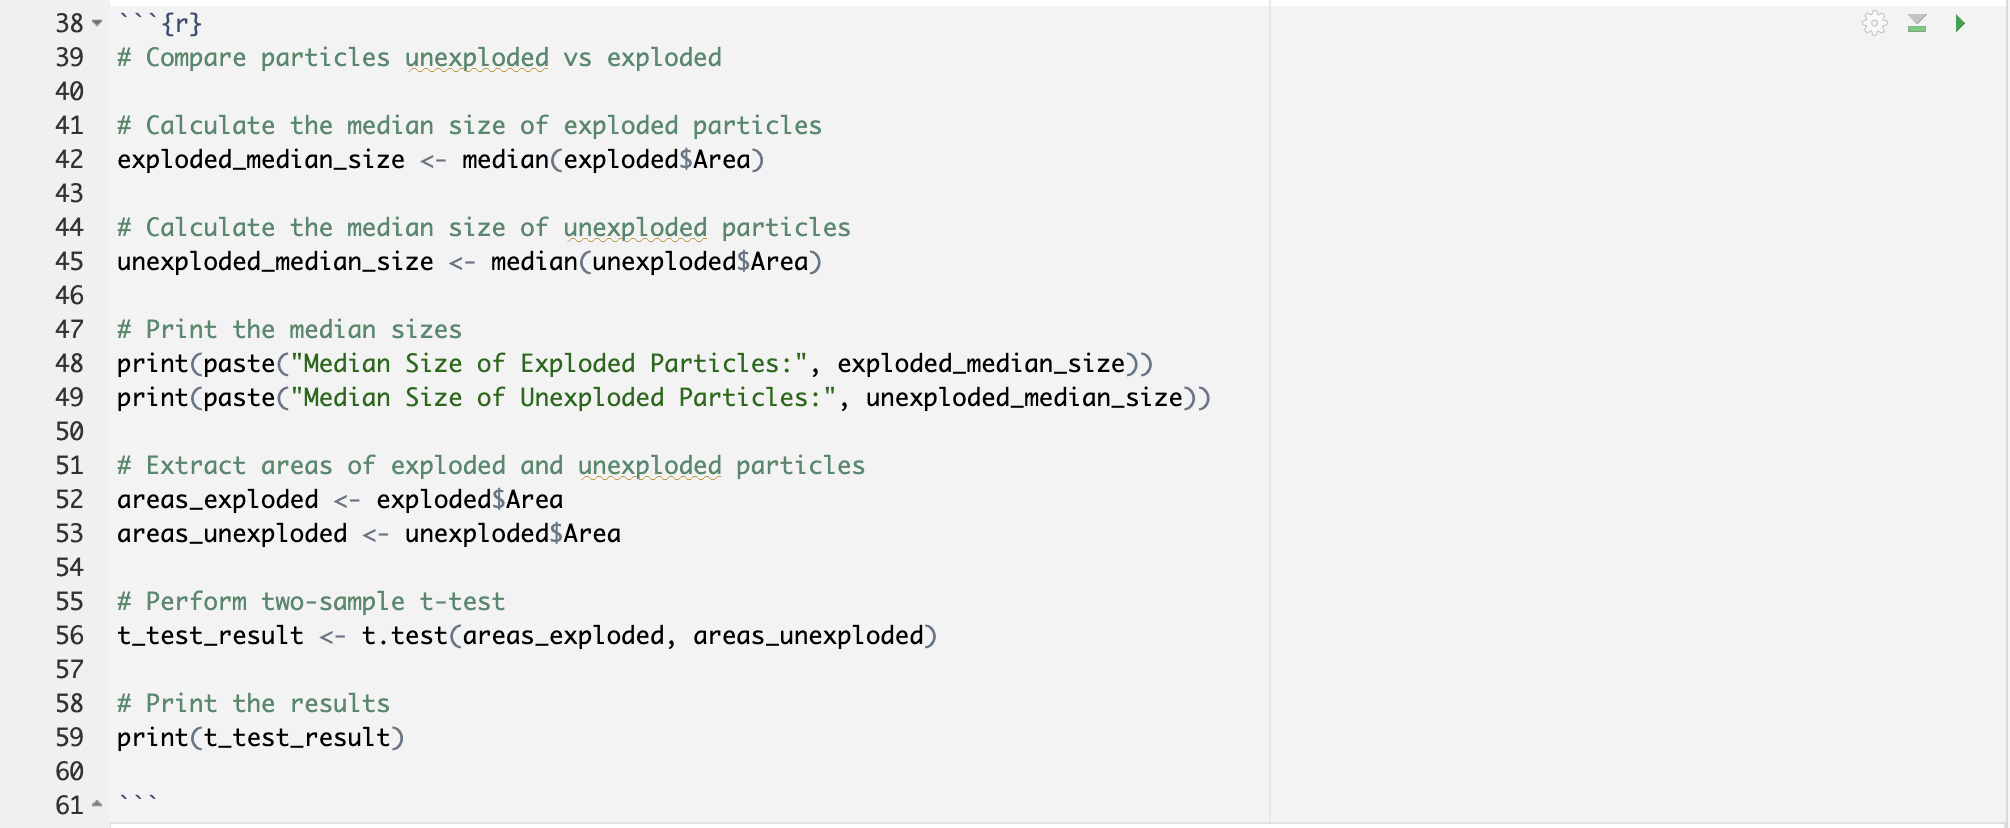 38 ```{r}
39 # Compare particles unexploded vs exploded
40
41 # Calculate the median size of exploded particles
42 exploded_median_size <- median(exploded$Area)
43
44 # Calculate the median size of unexploded particles
45 unexploded_median_size <- median(unexploded$Area)
46
47 # Print the median sizes
48 print(paste("Median Size of Exploded Particles:", exploded_median_size))
49 print(paste("Median Size of Unexploded Particles:", unexploded_median_size))
50
51 # Extract areas of exploded and unexploded particles
52 areas_exploded <- exploded$Area
53 areas_unexploded <- unexploded$Area
54
55 # Perform two-sample t-test
56 t_test_result <- t.test(areas_exploded, areas_unexploded)
57
58 # Print the results
59 print(t_test_result)
60
61 ```